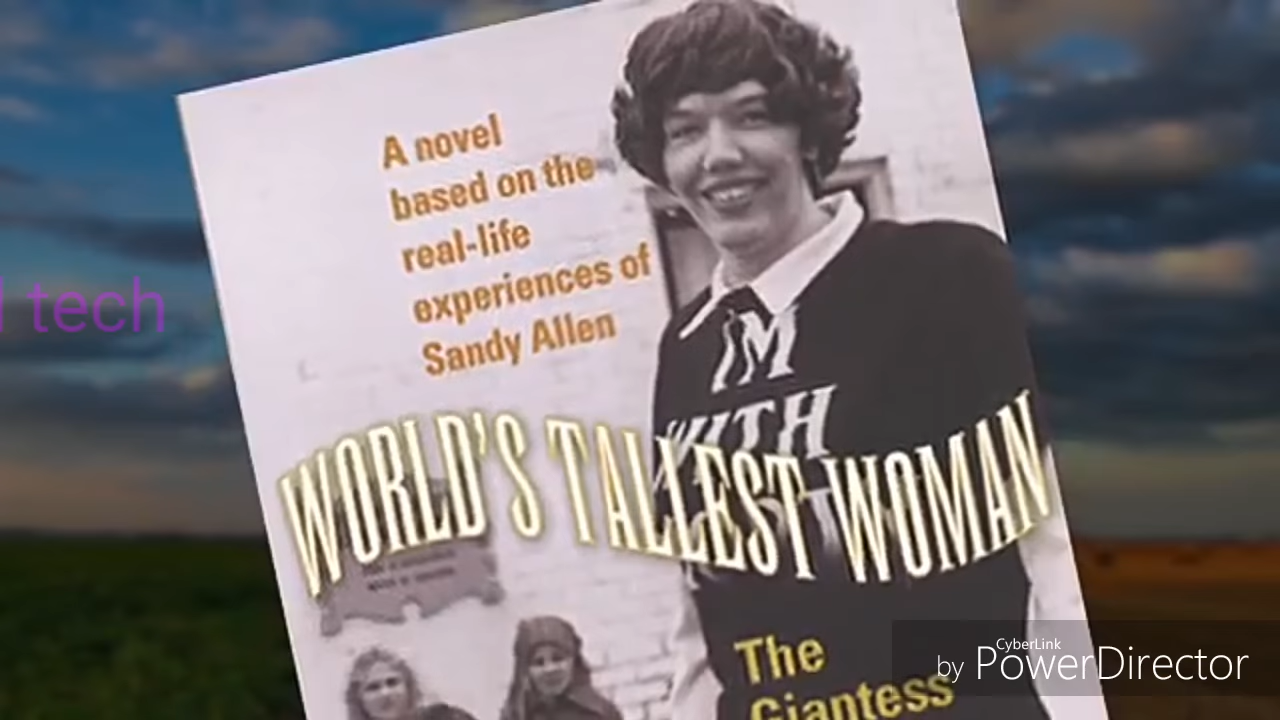 A novel
based on the
real-life
experiences of
Sandy Allen
tech
I'M
WITH
WORLD'S TALLEST WOMAN
The
Giantess
CyberLink
by PowerDirector